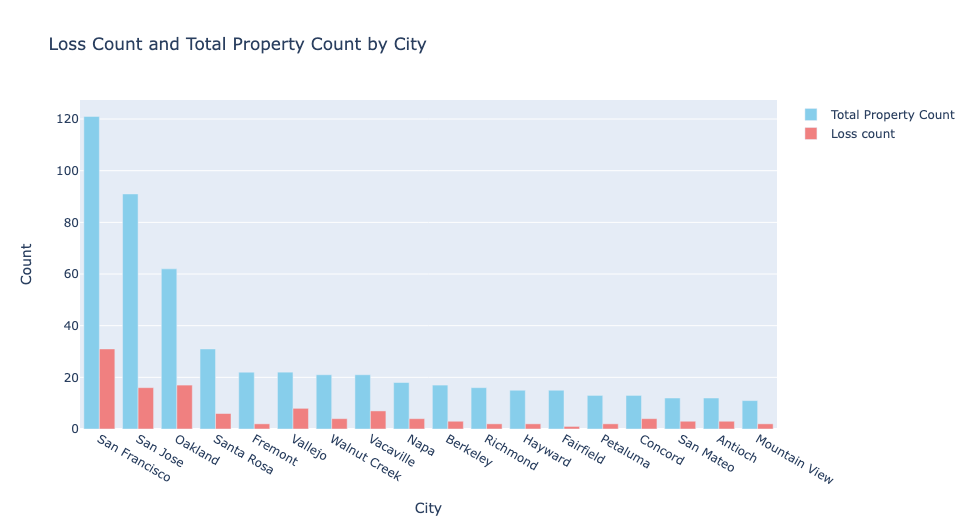 Loss Count and Total Property Count by City
Total Property Count
Loss count
Count
120
100
80
60
40
20
0
San Francisco
San Jose
Oakland
Santa Rosa
Fremont
Vallejo
Walnut Creek
Vacaville
Napa
Berkeley
Richmond
Hayward
Fairfield
Petaluma
Concord
San Mateo
Antioch
Mountain View
City